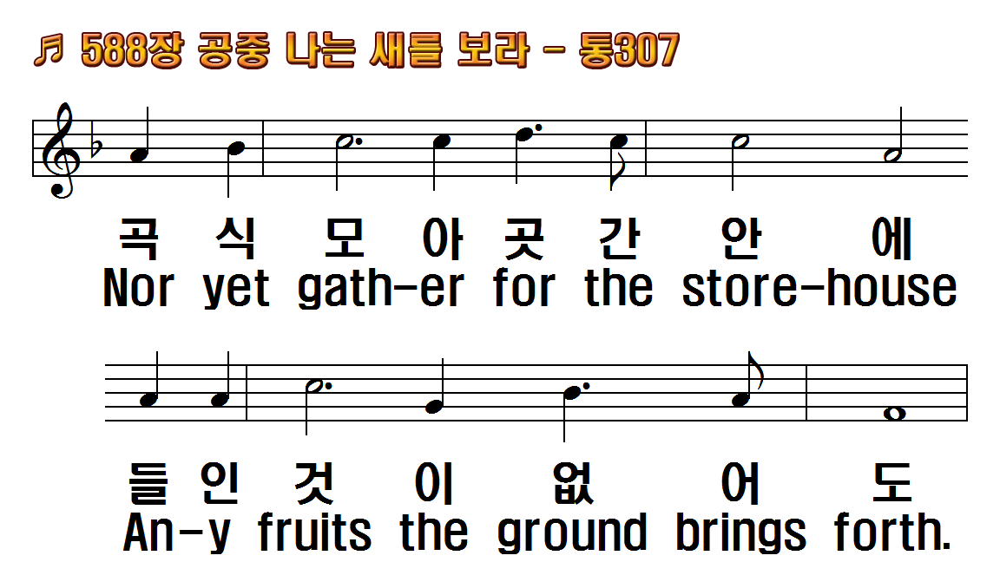 ♬ 588장 공중 나는 새를 보라 - 통307
곡 식 모 아 곳 간 안 에
Nor yet gath-er for the store-house
들 인 것 이 없 어 도
An-y fruits the ground brings forth.